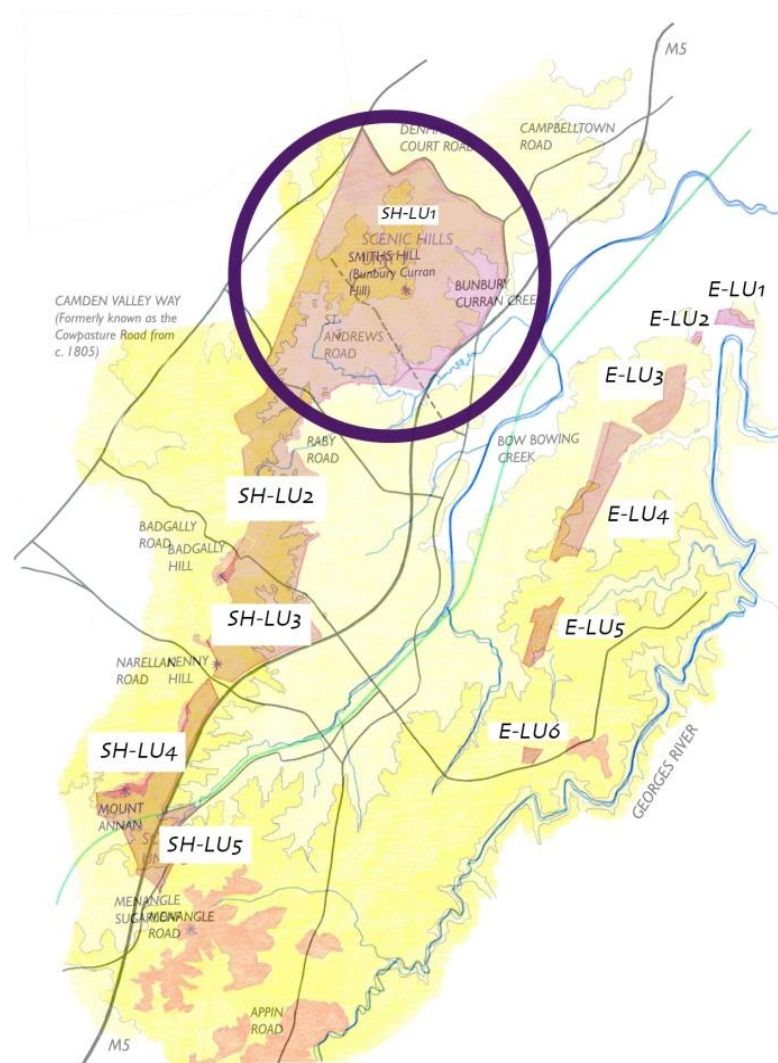 M5
DENHAM
COURT ROAD
CAMPBELLTOWN
ROAD
SH-LU1
SCENIC HILLS
UNIT
SMITHS HILL
(Bunbury Curran
Hill)
BUNBURY
CURRAN CREEK
E-LU1
E-LU2
CAMDEN VALLEY WAY
(Formerly known as the
Cowpasture Road from
c. 1805)
ST.
ANDREWS
ROAD
E-LU3
RABY
ROAD
BOW BOWING
CREEK
SH-LU2
E-LU4
BADGALLY
ROAD
BADGALLY
HILL
SH-LU3
E-LU5
NARELLAN
ROAD
KENNY
HILL
E-LU6
SH-LU4
GEORGES RIVER
MOUNT
ANNAN
SH-LU5
MENANGLE
SUGARLOAF
MENANGLE
ROAD
APPIN
ROAD
M5